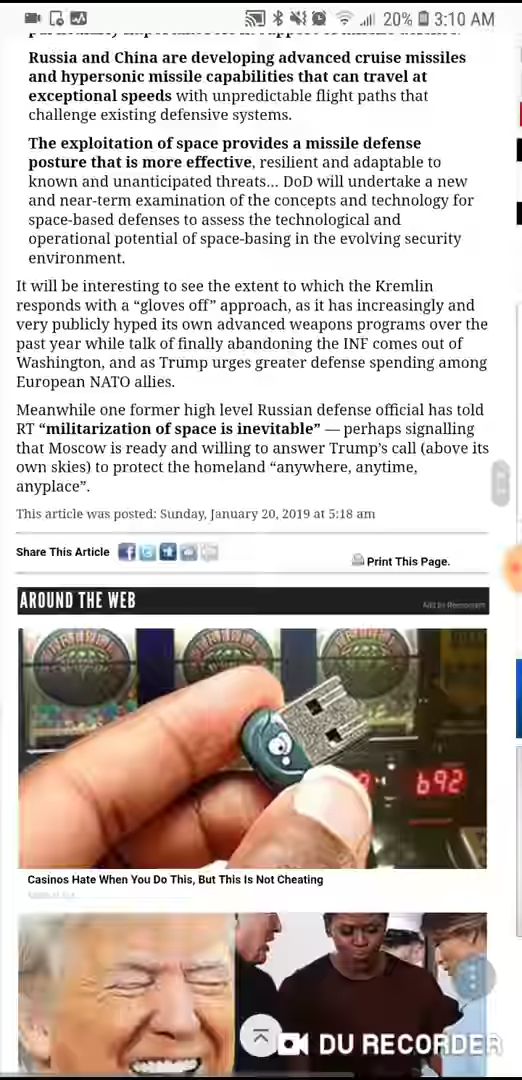 20% 3:10 AM
Russia and China are developing advanced cruise missiles
and hypersonic missile capabilities that can travel at
exceptional speeds with unpredictable flight paths that
challenge existing defensive systems.
The exploitation of space provides a missile defense
posture that is more effective, resilient and adaptable to
known and unanticipated threats… DoD will undertake a new
and near-term examination of the concepts and technology for
space-based defenses to assess the technological and
operational potential of space-basing in the evolving security
environment.
It will be interesting to see the extent to which the Kremlin
responds with a “gloves off” approach, as it has increasingly and
very publicly hyped its own advanced weapons programs over the
past year while talk of finally abandoning the INF comes out of
Washington, and as Trump urges greater defense spending among
European NATO allies.
Meanwhile one former high level Russian defense official has told
RT “militarization of space is inevitable” — perhaps signalling
that Moscow is ready and willing to answer Trump’s call (above its
own skies) to protect the homeland “anywhere, anytime,
anyplace”.
This article was posted: Sunday, January 20, 2019 at 5:18 am
Share This Article
Print This Page.
AROUND THE WEB
692
Casinos Hate When You Do This, But This Is Not Cheating
DU RECORDER